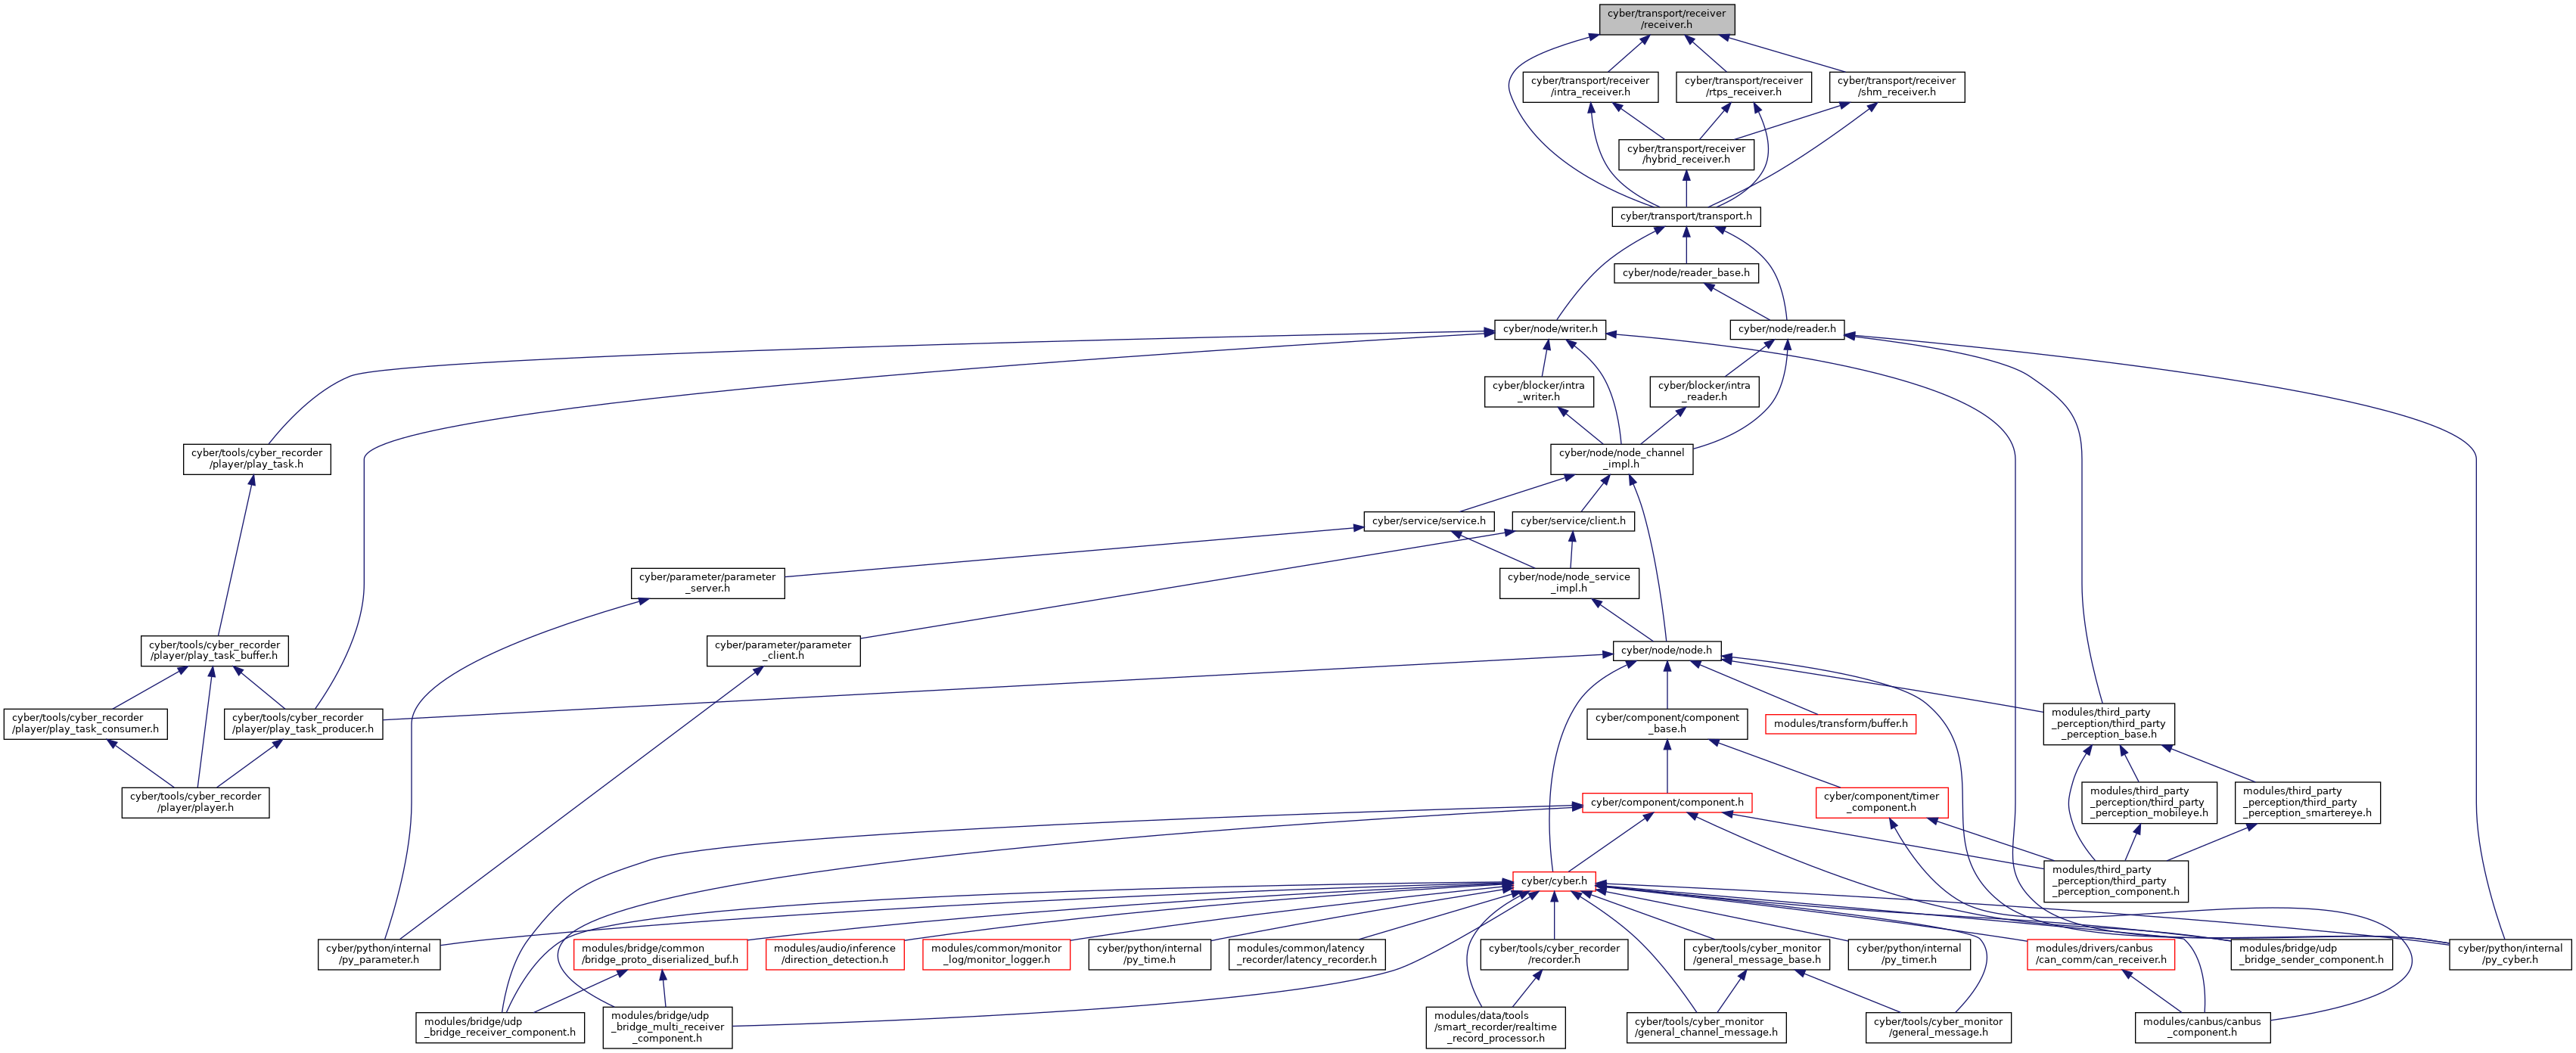 cyber/transport/receiver
/receiver.h
cyber/transport/receiver
/intra_receiver.h
cyber/transport/receiver
/rtps_receiver.h
cyber/transport/receiver
/shm_receiver.h
cyber/transport/receiver
/hybrid_receiver.h
cyber/transport/transport.h
cyber/node/reader_base.h
cyber/node/writer.h
cyber/node/reader.h
cyber/blocker/intra
_writer.h
cyber/blocker/intra
_reader.h
cyber/tools/cyber_recorder
/player/play_task.h
cyber/node/node_channel
_impl.h
cyber/service/service.h
cyber/service/client.h
cyber/parameter/parameter
_server.h
cyber/node/node_service
_impl.h
cyber/tools/cyber_recorder
/player/play_task_buffer.h
cyber/parameter/parameter
_client.h
cyber/node/node.h
cyber/tools/cyber_recorder
/player/play_task_consumer.h
cyber/tools/cyber_recorder
/player/play_task_producer.h
cyber/component/component
_base.h
modules/transform/buffer.h
modules/third_party
_perception/third_party
_perception_base.h
cyber/tools/cyber_recorder
/player/player.h
cyber/component/component.h
cyber/component/timer
_component.h
modules/third_party
_perception/third_party
_perception_mobileye.h
modules/third_party
_perception/third_party
_perception_smartereye.h
cyber/cyber.h
modules/third_party
_perception/third_party
_perception_component.h
cyber/python/internal
/py_parameter.h
modules/bridge/common
/bridge_proto_diserialized_buf.h
modules/audio/inference
/direction_detection.h
modules/common/monitor
_log/monitor_logger.h
cyber/python/internal
/py_time.h
modules/common/latency
_recorder/latency_recorder.h
cyber/tools/cyber_recorder
/recorder.h
cyber/tools/cyber_monitor
/general_message_base.h
cyber/python/internal
/py_timer.h
modules/drivers/canbus
/can_comm/can_receiver.h
modules/bridge/udp
_bridge_sender_component.h
cyber/python/internal
/py_cyber.h
modules/bridge/udp
_bridge_receiver_component.h
modules/bridge/udp
_bridge_multi_receiver
_component.h
modules/data/tools
/smart_recorder/realtime
_record_processor.h
cyber/tools/cyber_monitor
/general_channel_message.h
cyber/tools/cyber_monitor
/general_message.h
modules/canbus/canbus
_component.h